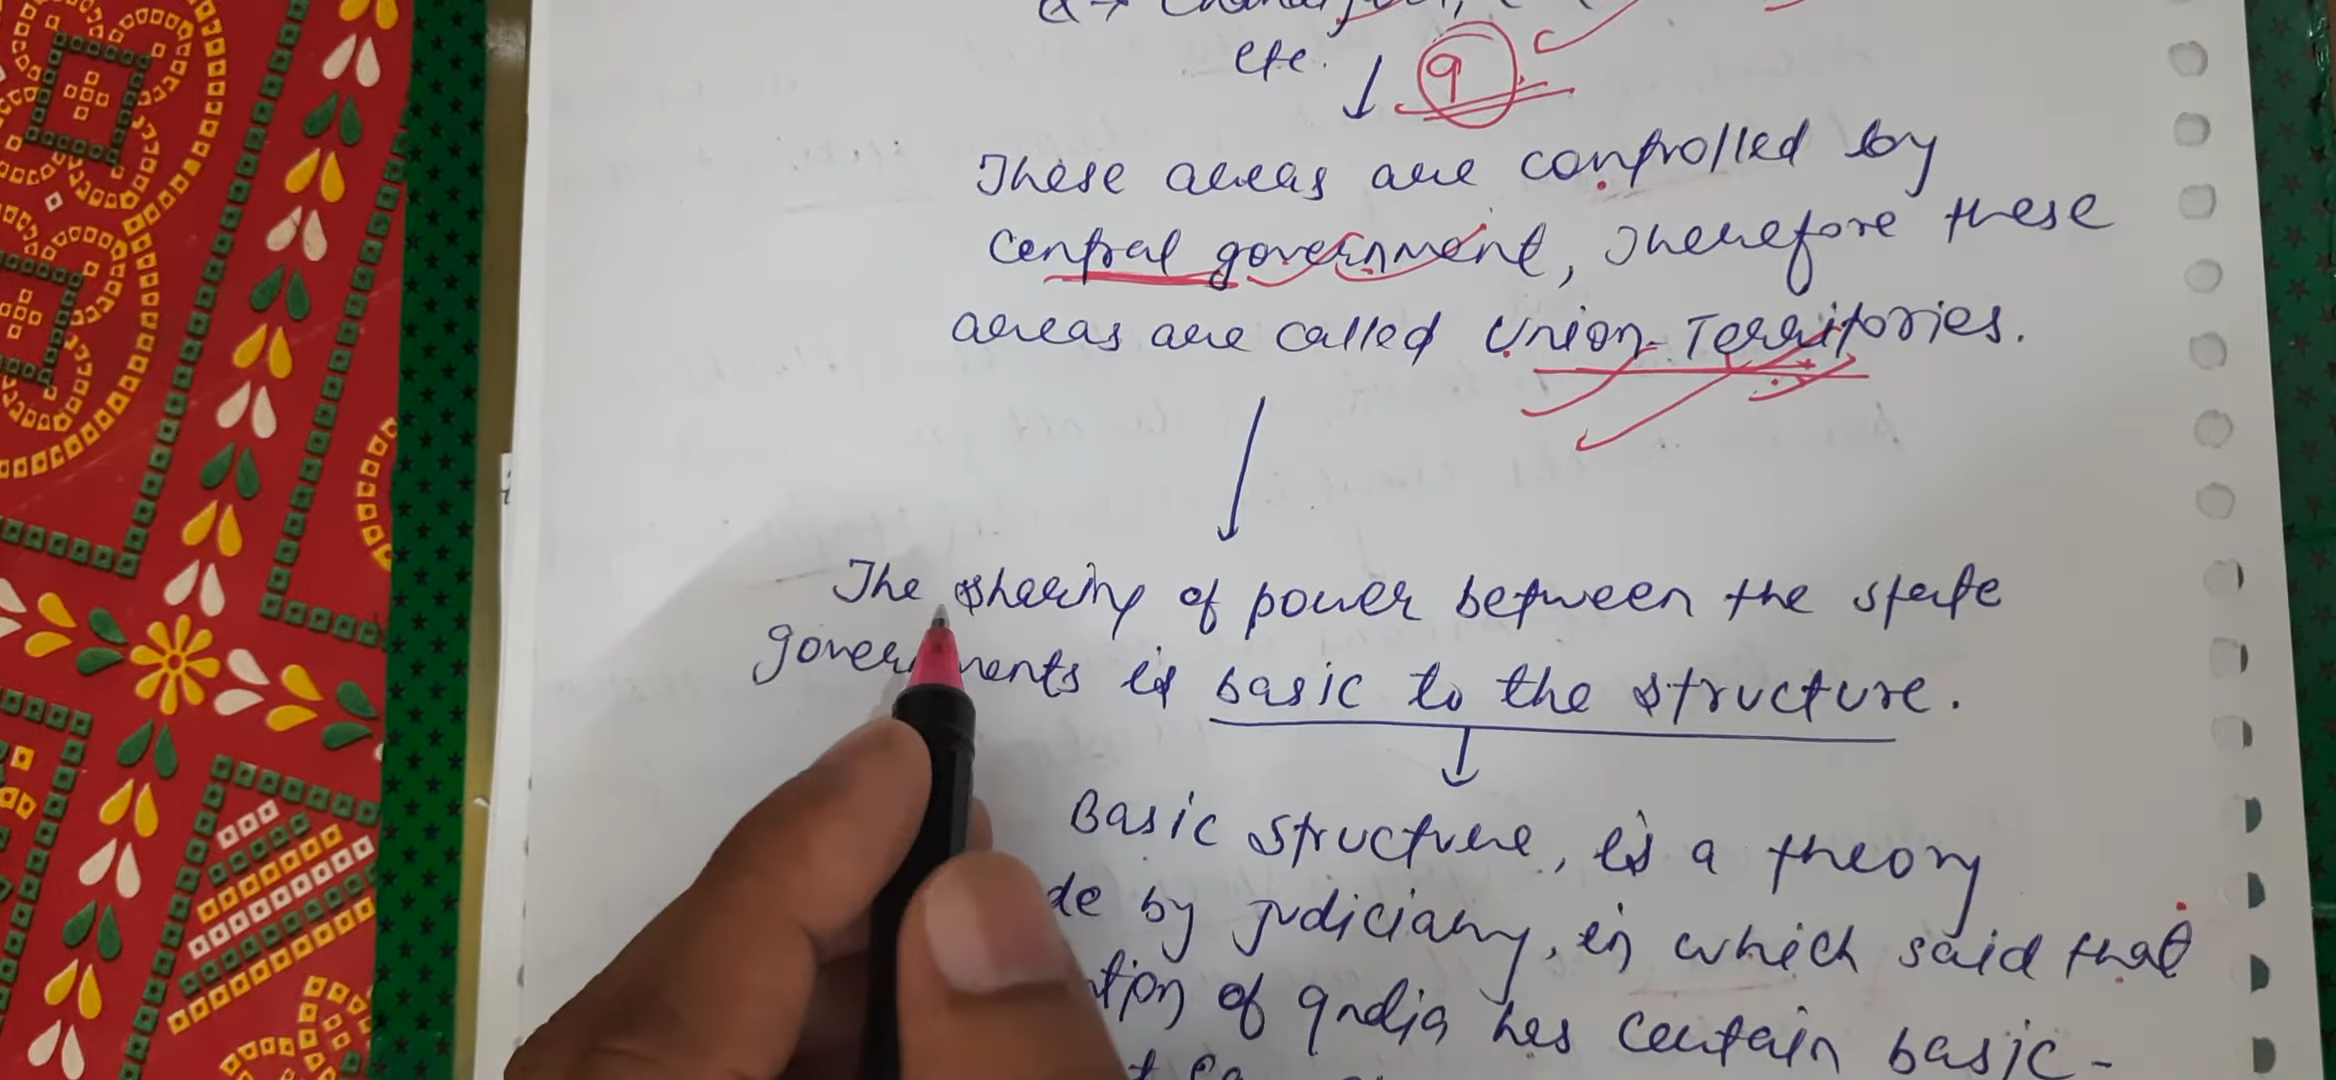 etc.
9
These areas are controlled by
central government, Therefore these
areas are called Union Territories.
The sharing of power between the state
governments is basic to the structure.
Basic structure, is a theory
by judiciary, in which said that
of India has certain basic-